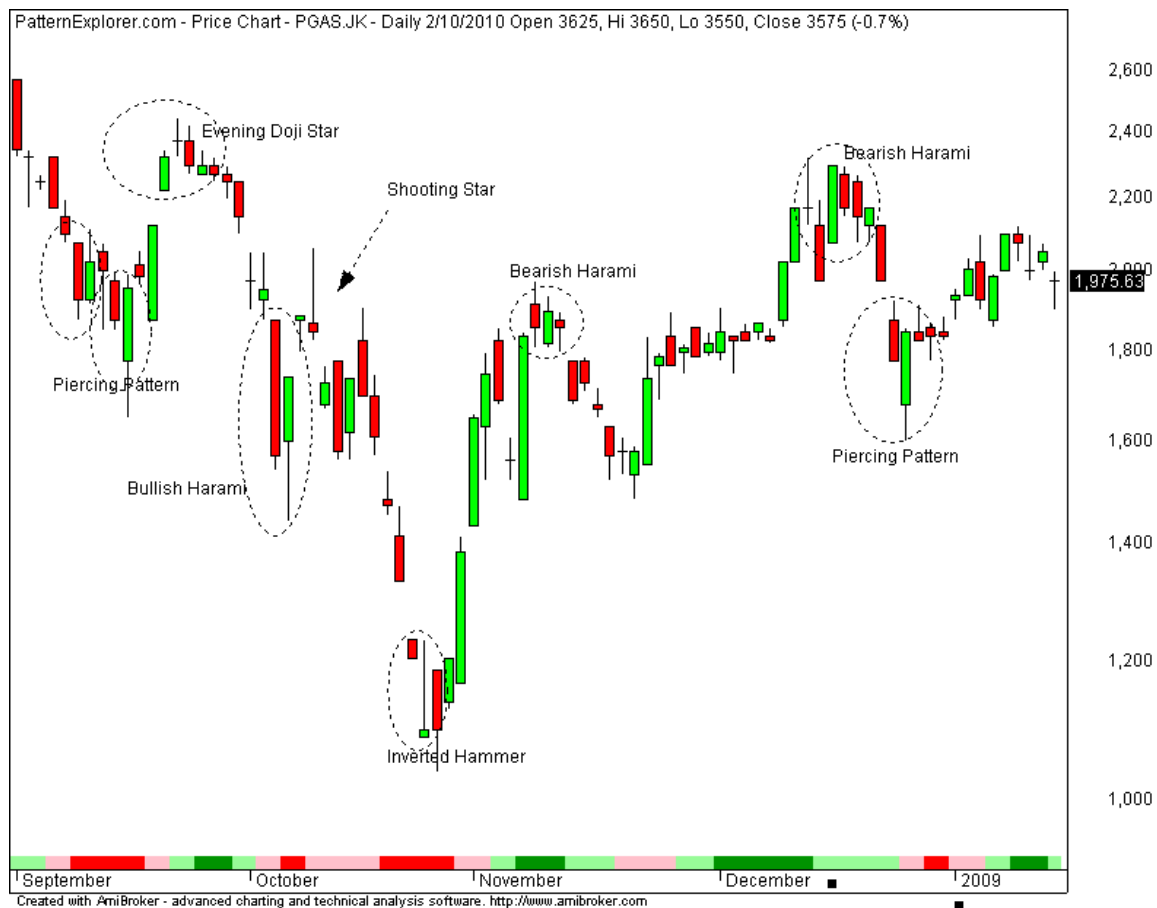 PatternExplorer.com - Price Chart - PGAS.JK - Daily 2/10/2010 Open 3625, Hi 3650, Lo 3550, Close 3575 (-0.7%)
2,600
Evening Doji Star
2,400
Bearish Harami
Shooting Star
2,200
Bearish Harami
2,000
1,975.63
1,800
Piercing Pattern
1,600
Piercing Pattern
Bullish Harami
1,400
1,200
Inverted Hammer
1,000
September October November December 2009
Created with AmiBroker - advanced charting and technical analysis software. http://www.amibroker.com